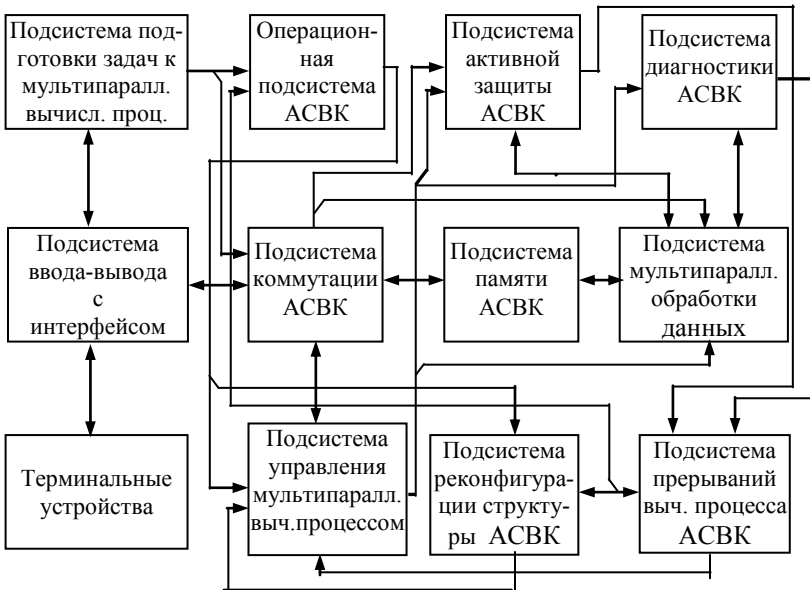 Подсистема под-
готовки задач к
мультипаралл.
вычисл. проц.
Операцион-
ная
подсистема
АСВК
Подсистема
активной
защиты
АСВК
Подсистема
диагностики
АСВК
Подсистема
ввода-вывода
с
интерфейсом
Подсистема
коммутации
АСВК
Подсистема
памяти
АСВК
Подсистема
мультипаралл.
обработки
данных
Терминальные
устройства
Подсистема
управления
мультипаралл.
выч.процессом
Подсистема
реконфигура-
ции структу-
ры АСВК
Подсистема
прерываний
выч. процесса
АСВК